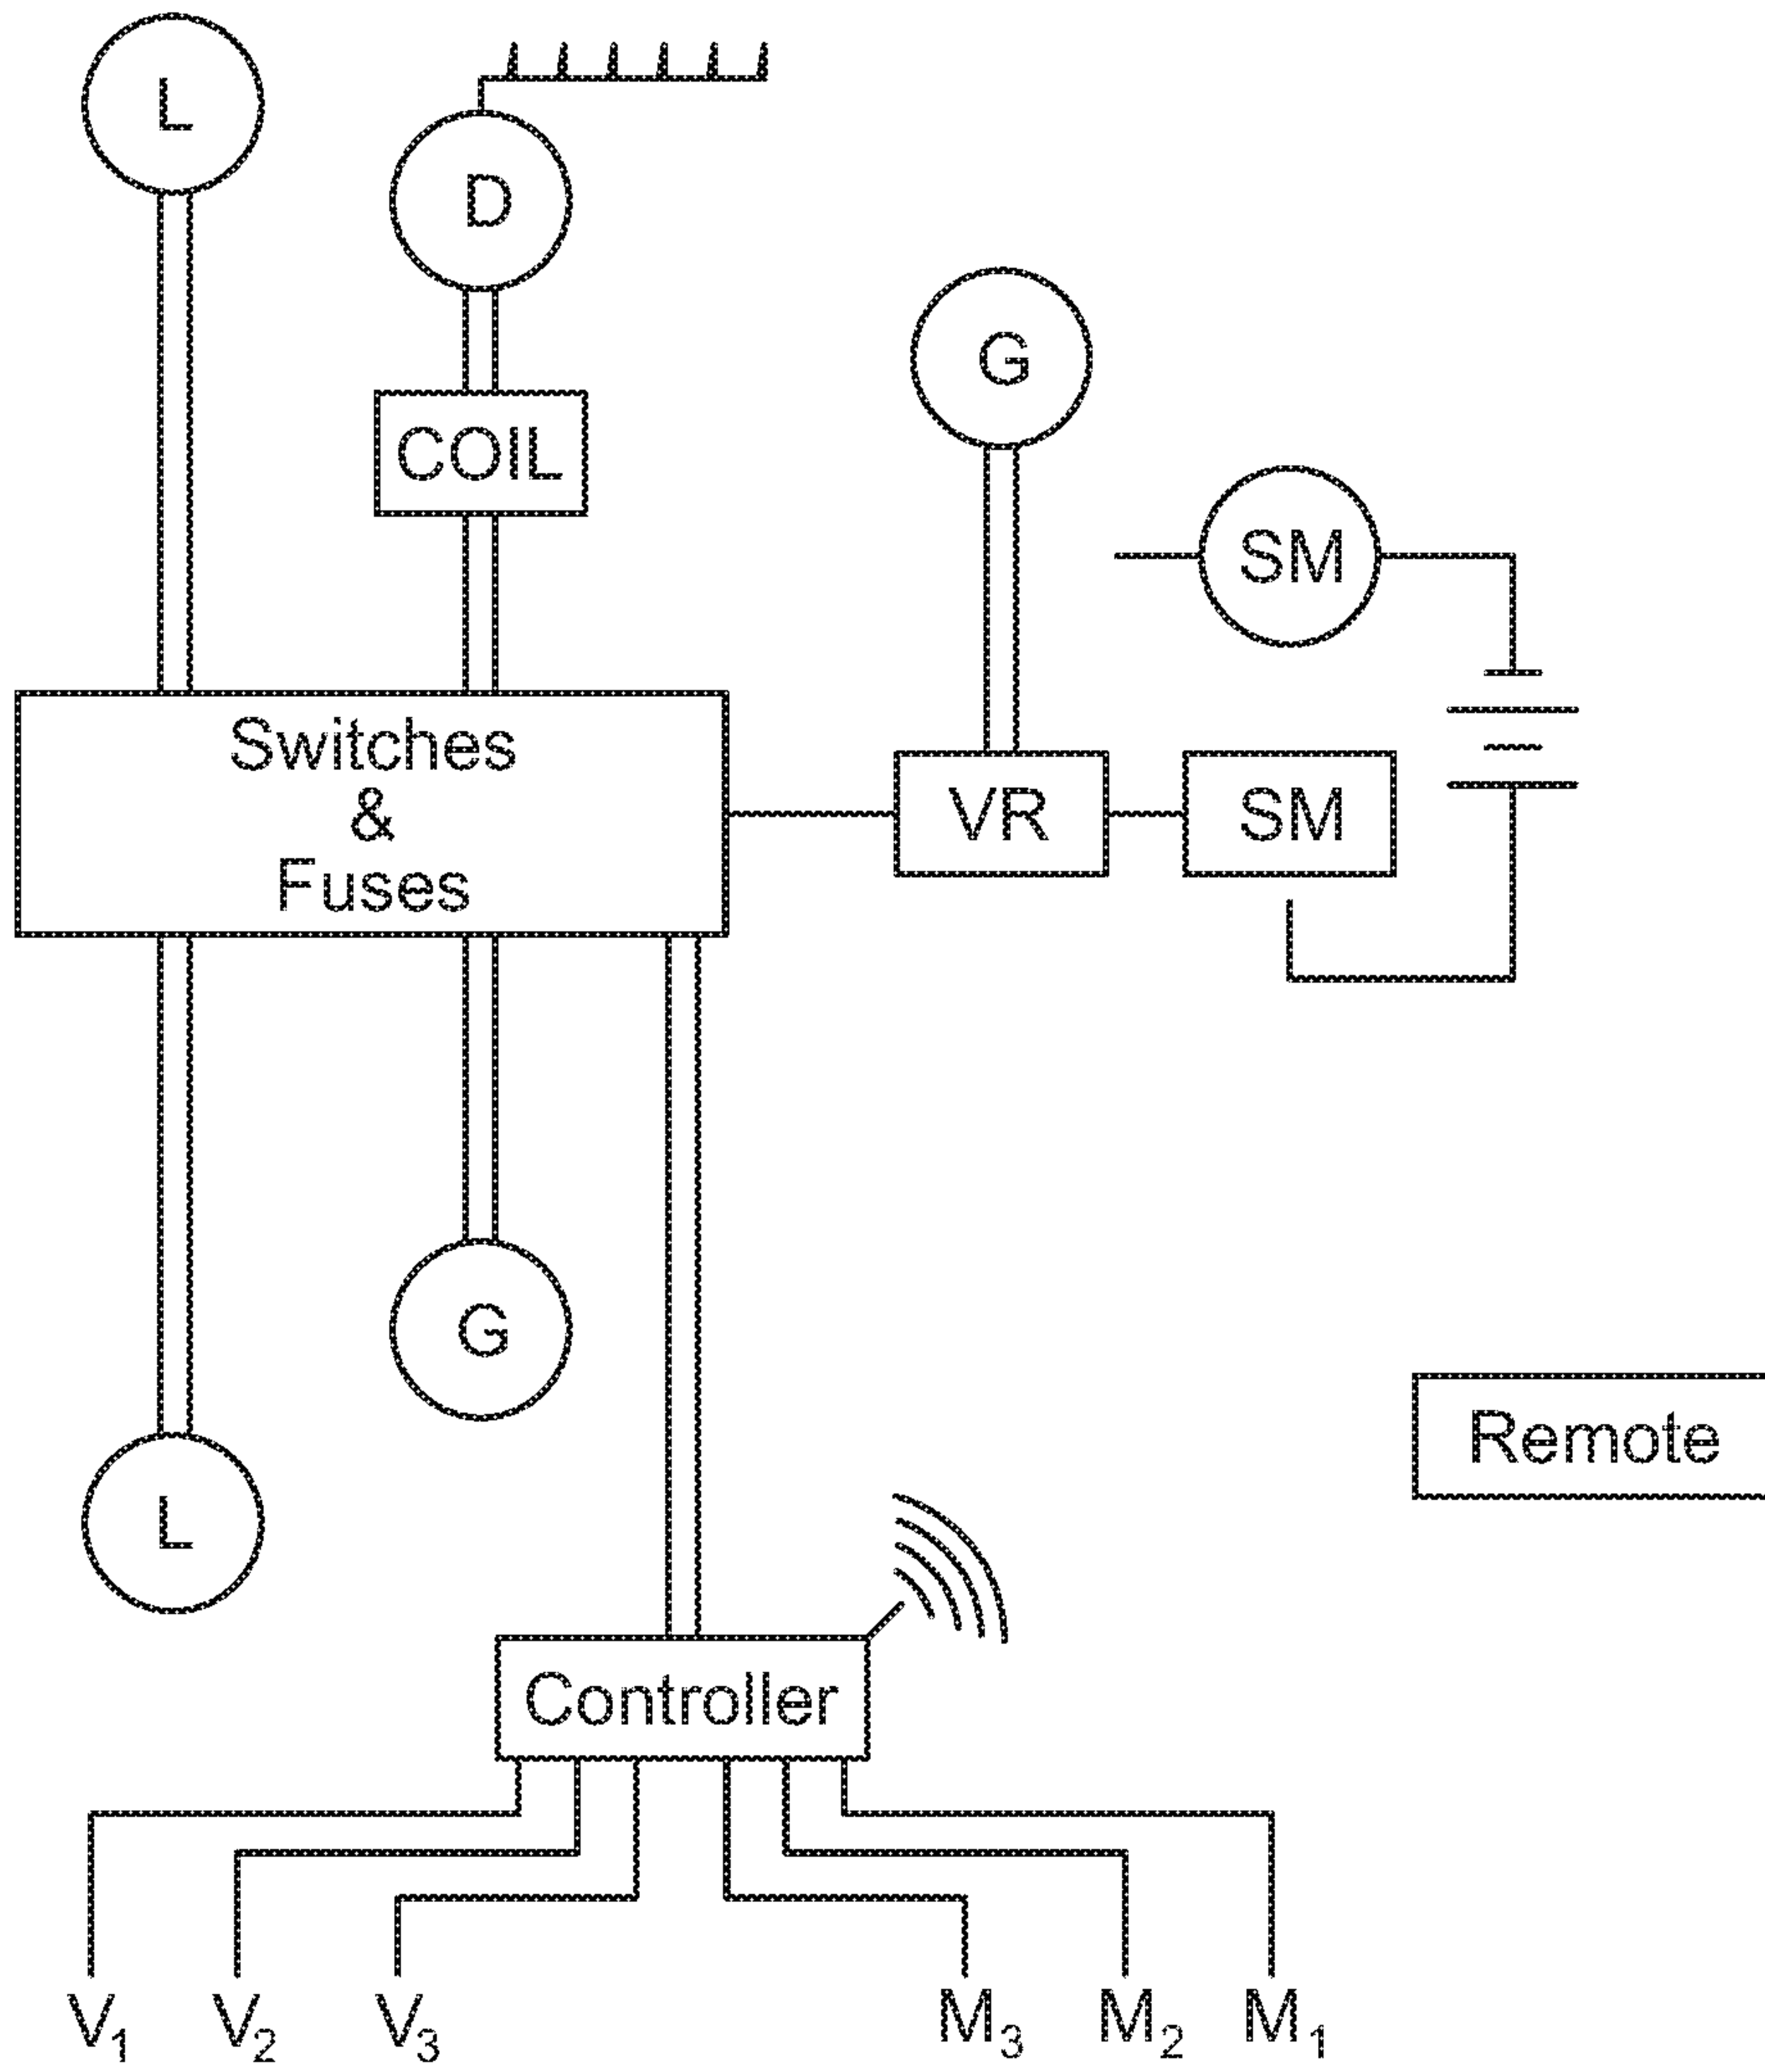 L
D
G
COIL
SM
Switches
&
Fuses
VR
SM
G
Remote
L
Controller
V1
V2
V3
M3
M2
M1